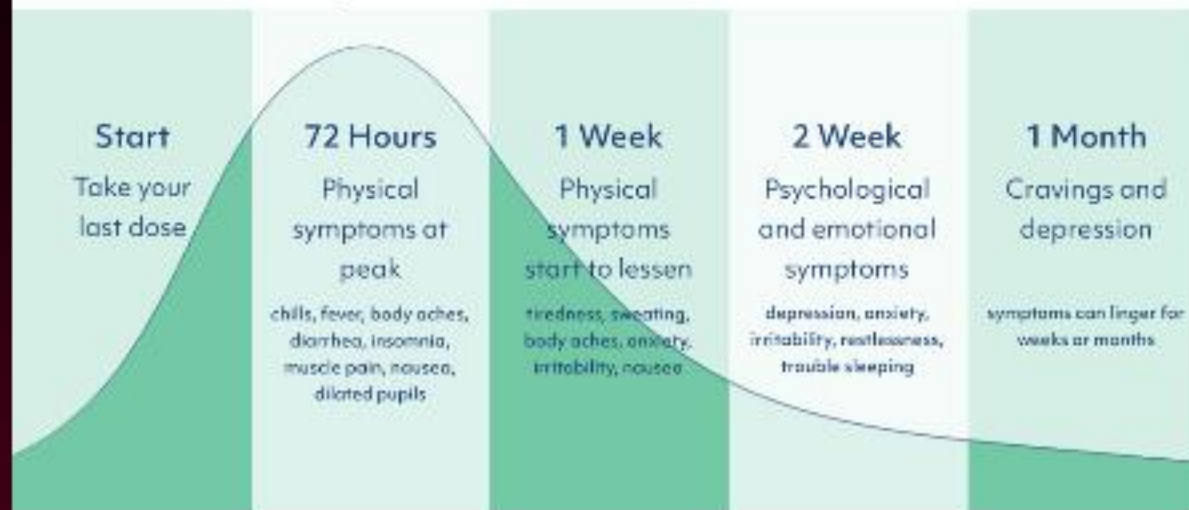 Start
Take your
last dose
72 Hours
Physical
symptoms at
peak
chills, fever, body aches,
diarrhea, insomnia,
muscle pain, nausea,
dilated pupils
1 Week
Physical
symptoms
start to lessen
tiredness, sweating,
body aches, anxiety,
irritability, nausea
2 Week
Psychological
and emotional
symptoms
depression, anxiety,
irritability, restlessness,
trouble sleeping
1 Month
Cravings and
depression
symptoms can linger for
weeks or months